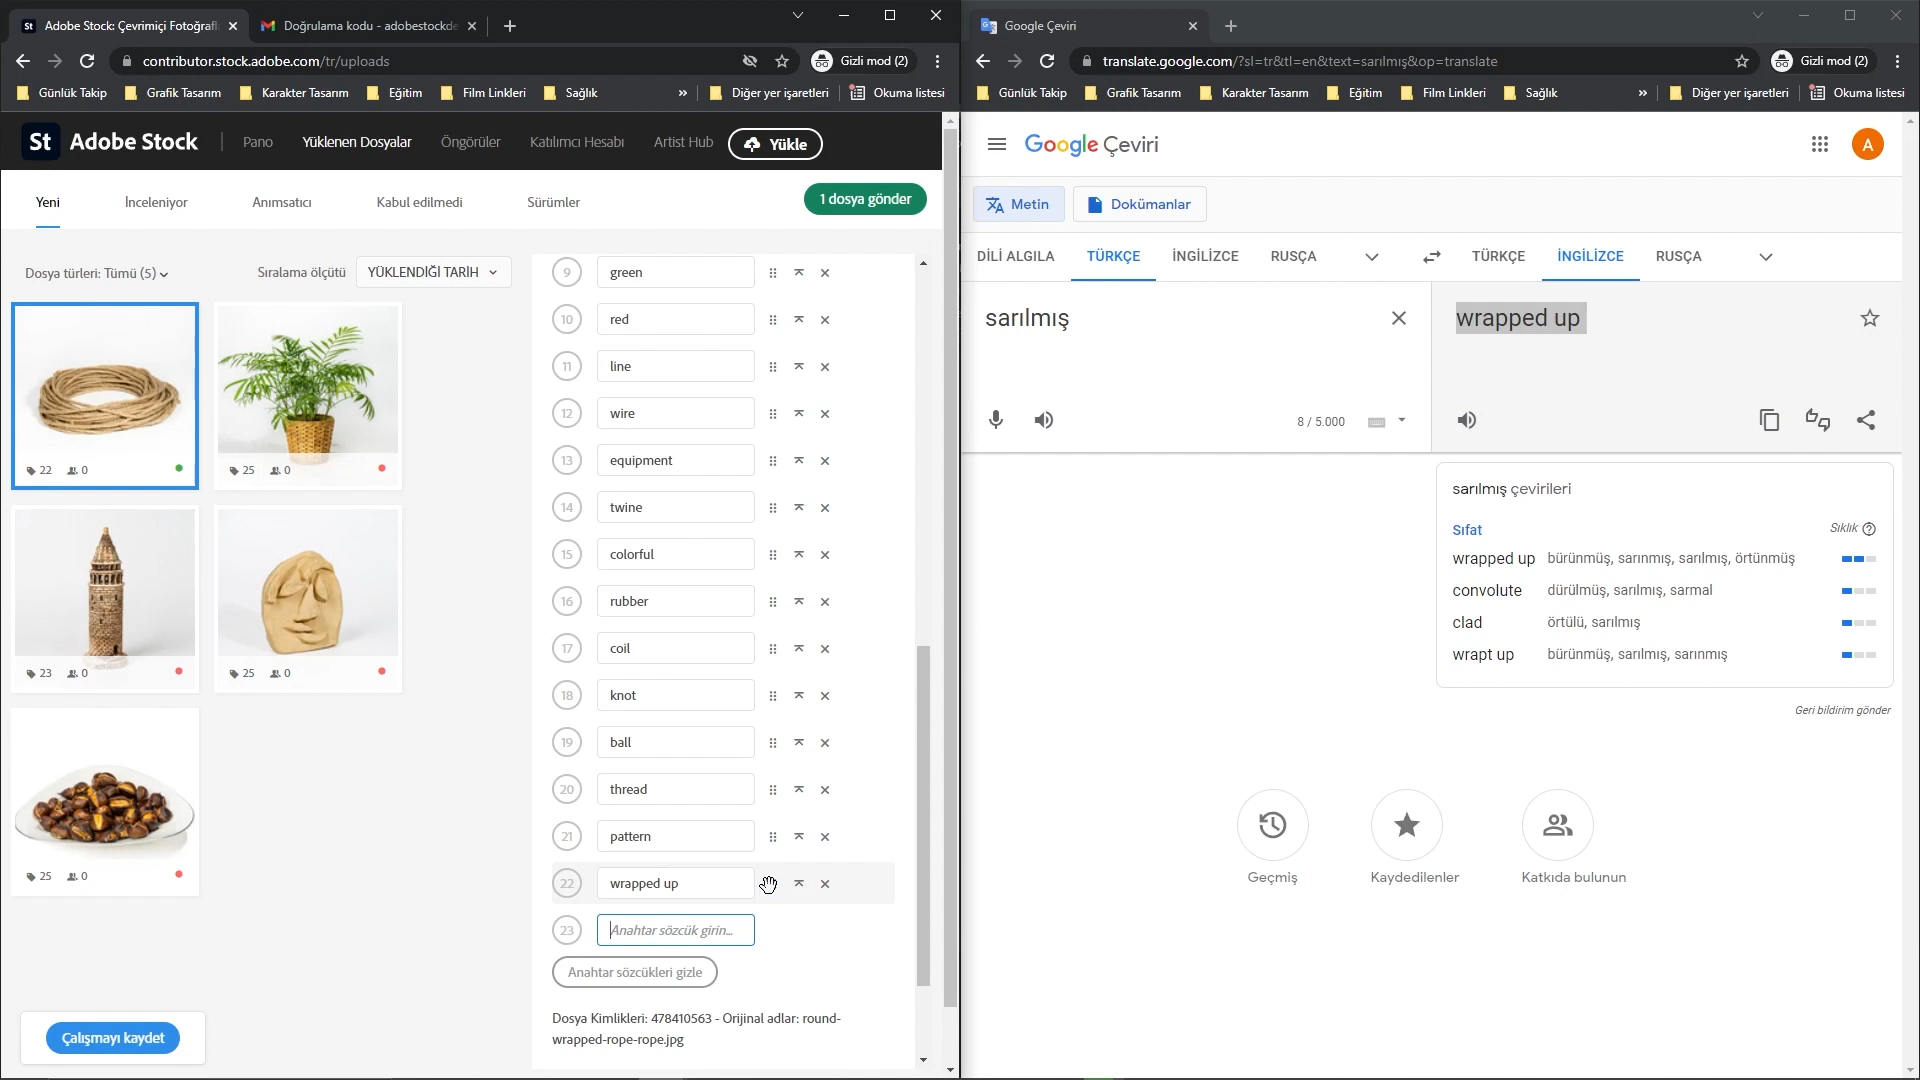 St Adobe Stock: Çevrimiçi Fotoğrafl
Doğrulama kodu - adobestockde
contributor.stock.adobe.com/tr/uploads
Gizli mod (2)
Günlük Takip
Grafik Tasarım
Karakter Tasarım
Eğitim
Film Linkleri
Sağlık
»
Diğer yer işaretleri
Okuma listesi
St Adobe Stock
Pano
Yüklenen Dosyalar
Öngörüler
Katılımcı Hesabı
Artist Hub
Yükle
Yeni
İnceleniyor
Anımsatıcı
Kabul edilmedi
Sürümler
1 dosya gönder
Dosya türleri: Tümü (5)
Sıralama ölçütü
YÜKLENDİĞİ TARİH
22 0
25 0
23 0
25 0
25 0
Çalışmayı kaydet
9 green
10 red
11 line
12 wire
13 equipment
14 twine
15 colorful
16 rubber
17 coil
18 knot
19 ball
20 thread
21 pattern
22 wrapped up
23 Anahtar sözcük girin...
Anahtar sözcükleri gizle
Dosya Kimlikleri: 478410563 - Orijinal adlar: round-
wrapped-rope-rope.jpg
Google Çeviri
translate.google.com/?sl=tr&tl=en&text=sarılmış&op=translate
Gizli mod (2)
Günlük Takip
Grafik Tasarım
Karakter Tasarım
Eğitim
Film Linkleri
Sağlık
»
Diğer yer işaretleri
Okuma listesi
Google Çeviri
A
Metin
Dokümanlar
DİLİ ALGILA
TÜRKÇE
İNGİLİZCE
RUSÇA
TÜRKÇE
İNGİLİZCE
RUSÇA
sarılmış
8 / 5.000
wrapped up
sarılmış çevirileri
Sıfat
Sıklık
wrapped up bürünmüş, sarınmış, sarılmış, örtünmüş
convolute dürülmüş, sarılmış, sarmal
clad örtülü, sarılmış
wrapt up bürünmüş, sarılmış, sarınmış
Geri bildirim gönder
Geçmiş
Kaydedilenler
Katkıda bulunun